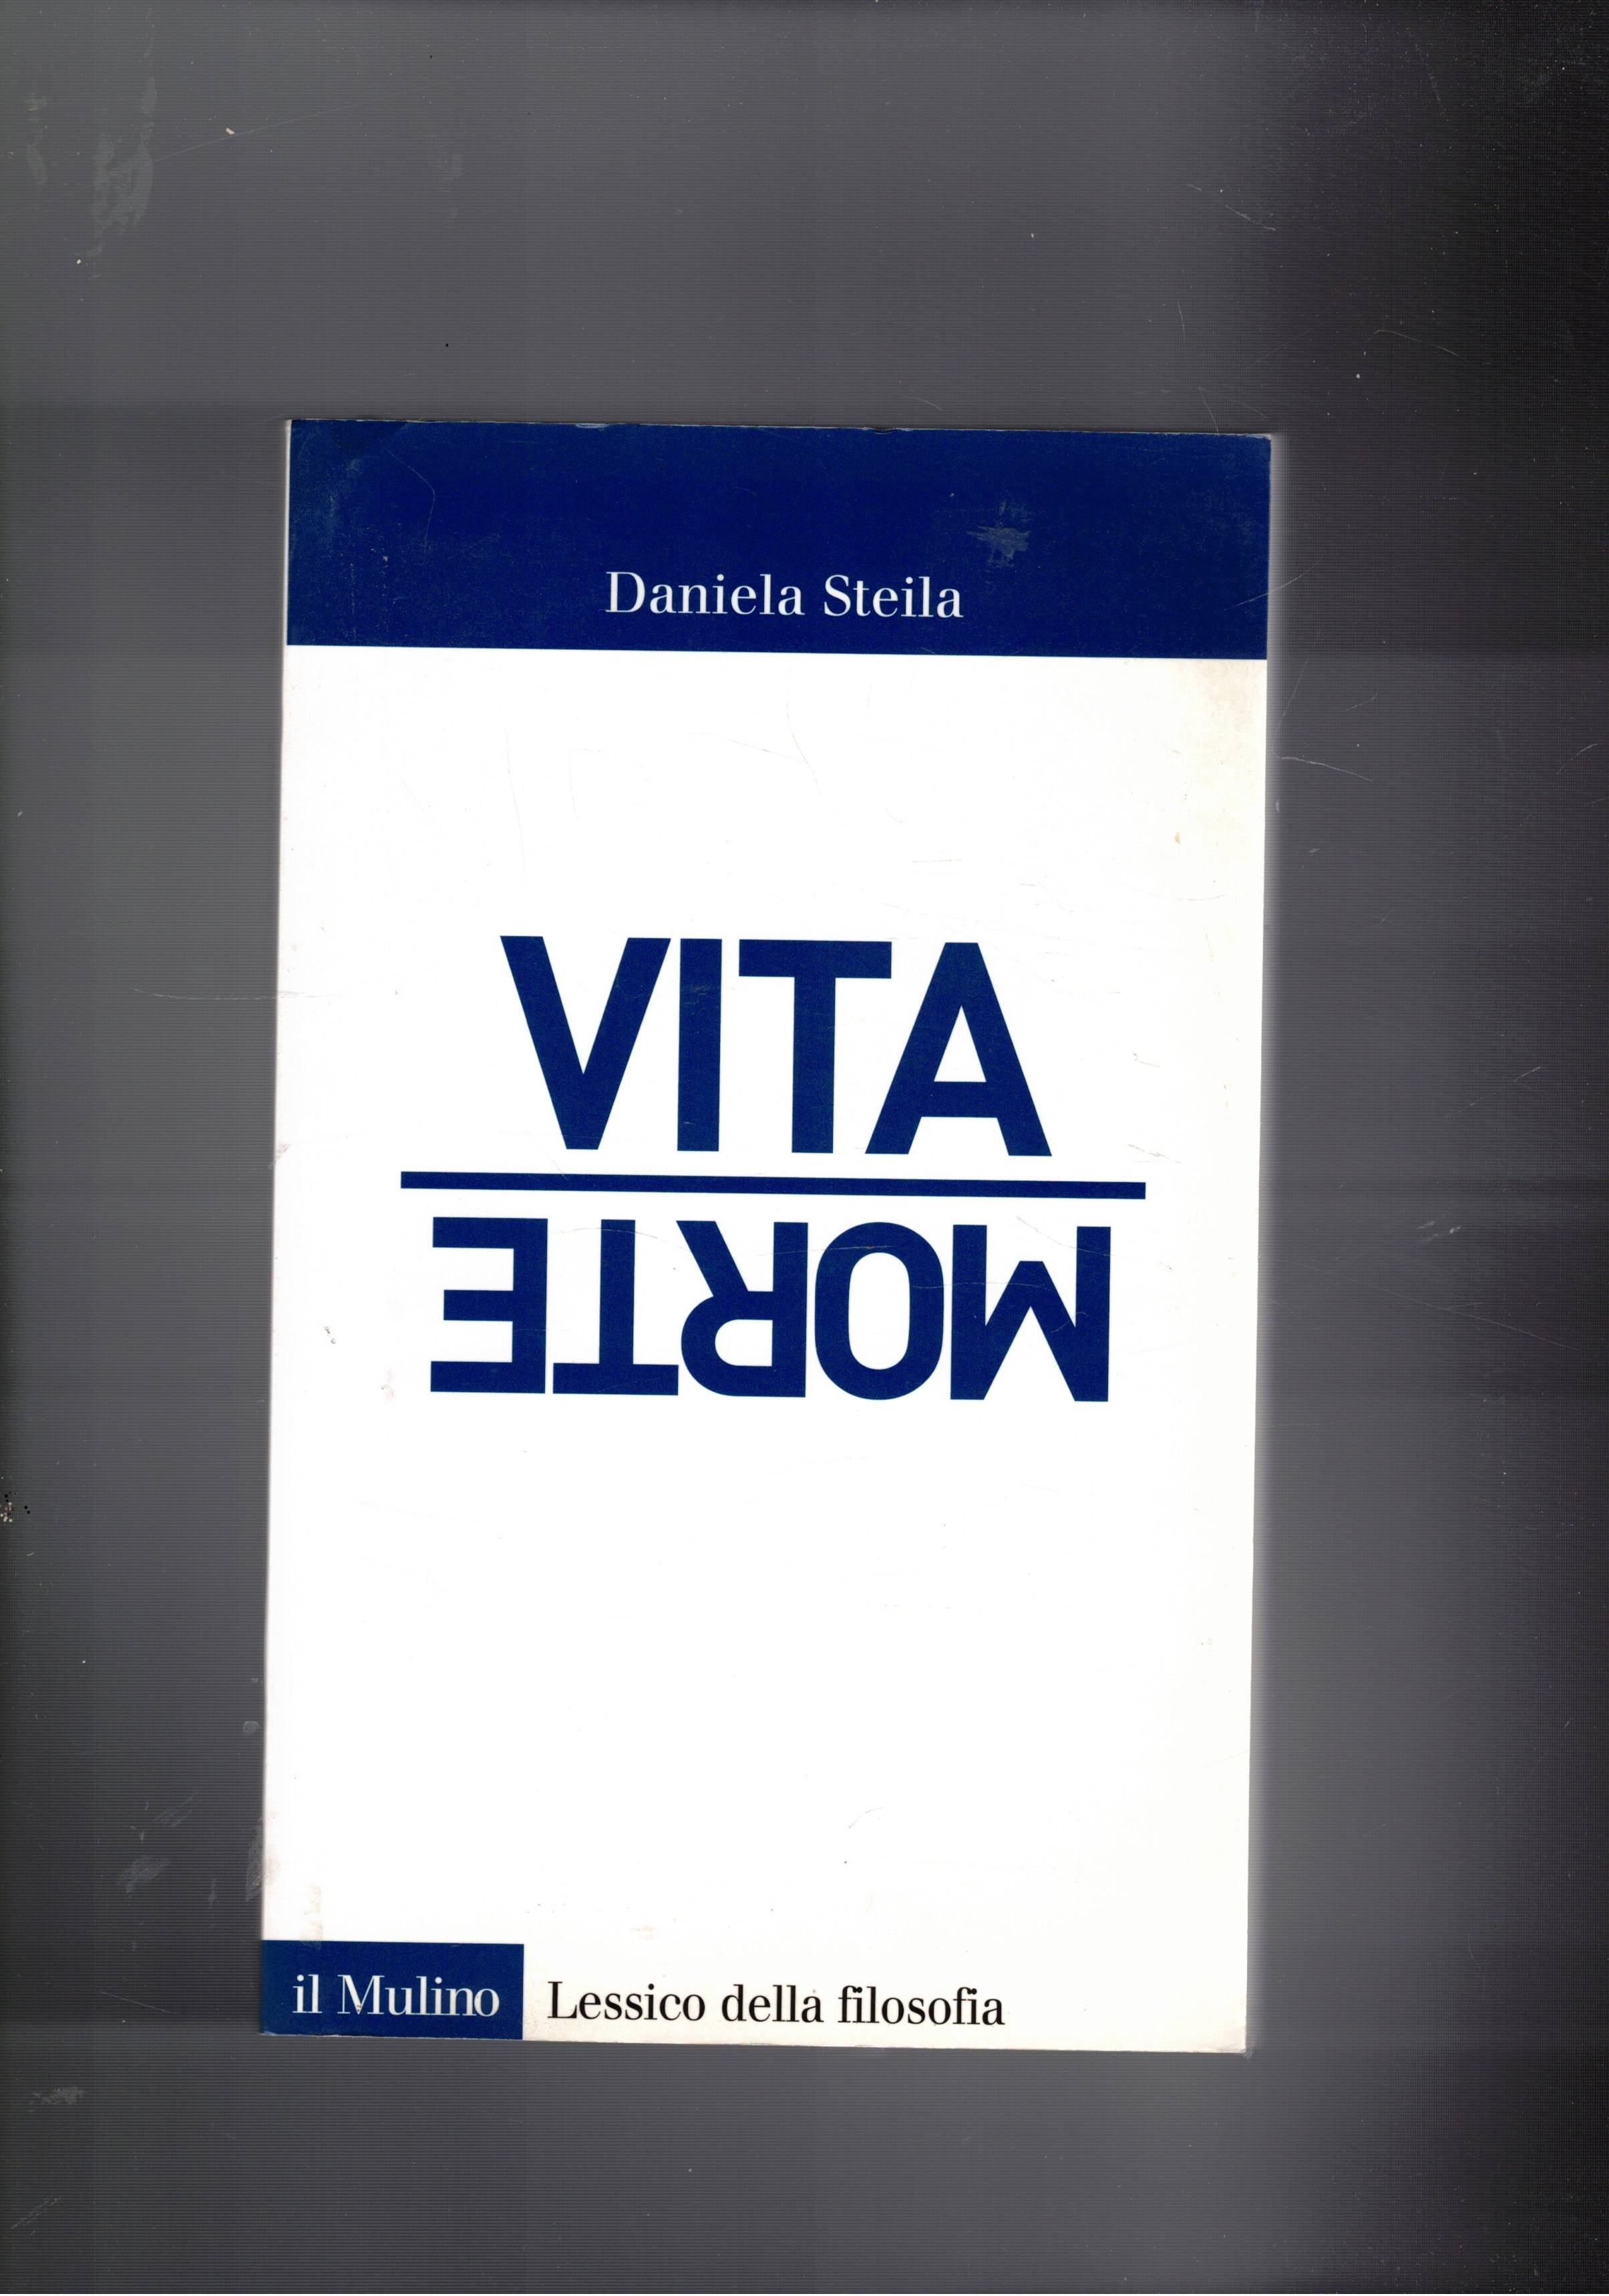 Daniela Steila
VITA
MORTE
il Mulino
Lessico della filosofia